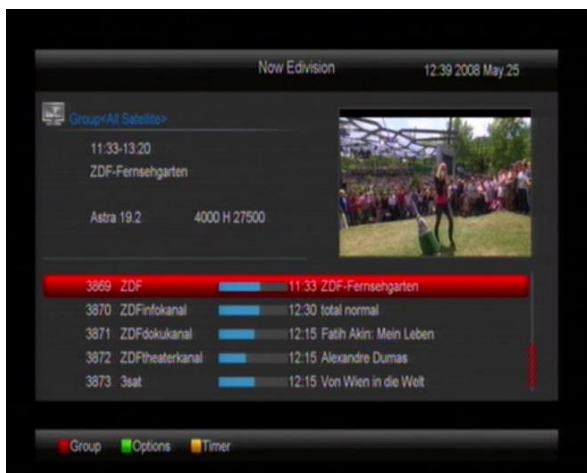 Now Edivision
12:39 2008 May.25
Group<All Satellite>
11:33-13:20
ZDF-Fernsehgarten
Astra 19.2 4000 H 27500
3869 ZDF 11:33 ZDF-Fernsehgarten
3870 ZDFinfokanal 12:30 total normal
3871 ZDFdokukanal 12:15 Fatih Akin: Mein Leben
3872 ZDFtheaterkanal 12:15 Alexandre Dumas
3873 3sat 12:15 Von Wien in die Welt
Group Options Timer